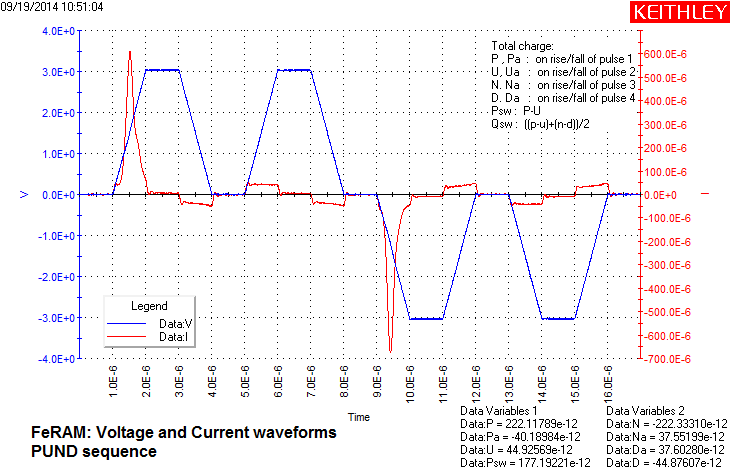 09/19/2014 10:51:04
KEITHLEY
4.0E+0
3.0E+0
2.0E+0
1.0E+0
0.0E+0
-1.0E+0
-2.0E+0
-3.0E+0
-4.0E+0
V
Total charge:
P , Pa : on rise/fall of pulse 1
U, Ua : on rise/fall of pulse 2
N. Na : on rise/fall of pulse 3
D. Da : on rise/fall of pulse 4
Psw : P-U
Qsw : ((p-u)+(n-d))/2
600.0E-6
500.0E-6
400.0E-6
300.0E-6
200.0E-6
100.0E-6
0.0E+0
-100.0E-6
-200.0E-6
-300.0E-6
-400.0E-6
-500.0E-6
-600.0E-6
-700.0E-6
I
Legend
Data:V
Data:I
1.0E-6
2.0E-6
3.0E-6
4.0E-6
5.0E-6
6.0E-6
7.0E-6
8.0E-6
9.0E-6
10.0E-6
11.0E-6
12.0E-6
13.0E-6
14.0E-6
15.0E-6
16.0E-6
Time
FeRAM: Voltage and Current waveforms
PUND sequence
Data Variables 1
Data:P = 222.11789e-12
Data:Pa = -40.18984e-12
Data:U = 44.92569e-12
Data:Psw = 177.19221e-12
Data Variables 2
Data:N = -222.33310e-12
Data:Na = 37.55199e-12
Data:Da = 37.60280e-12
Data:D = -44.87607e-12